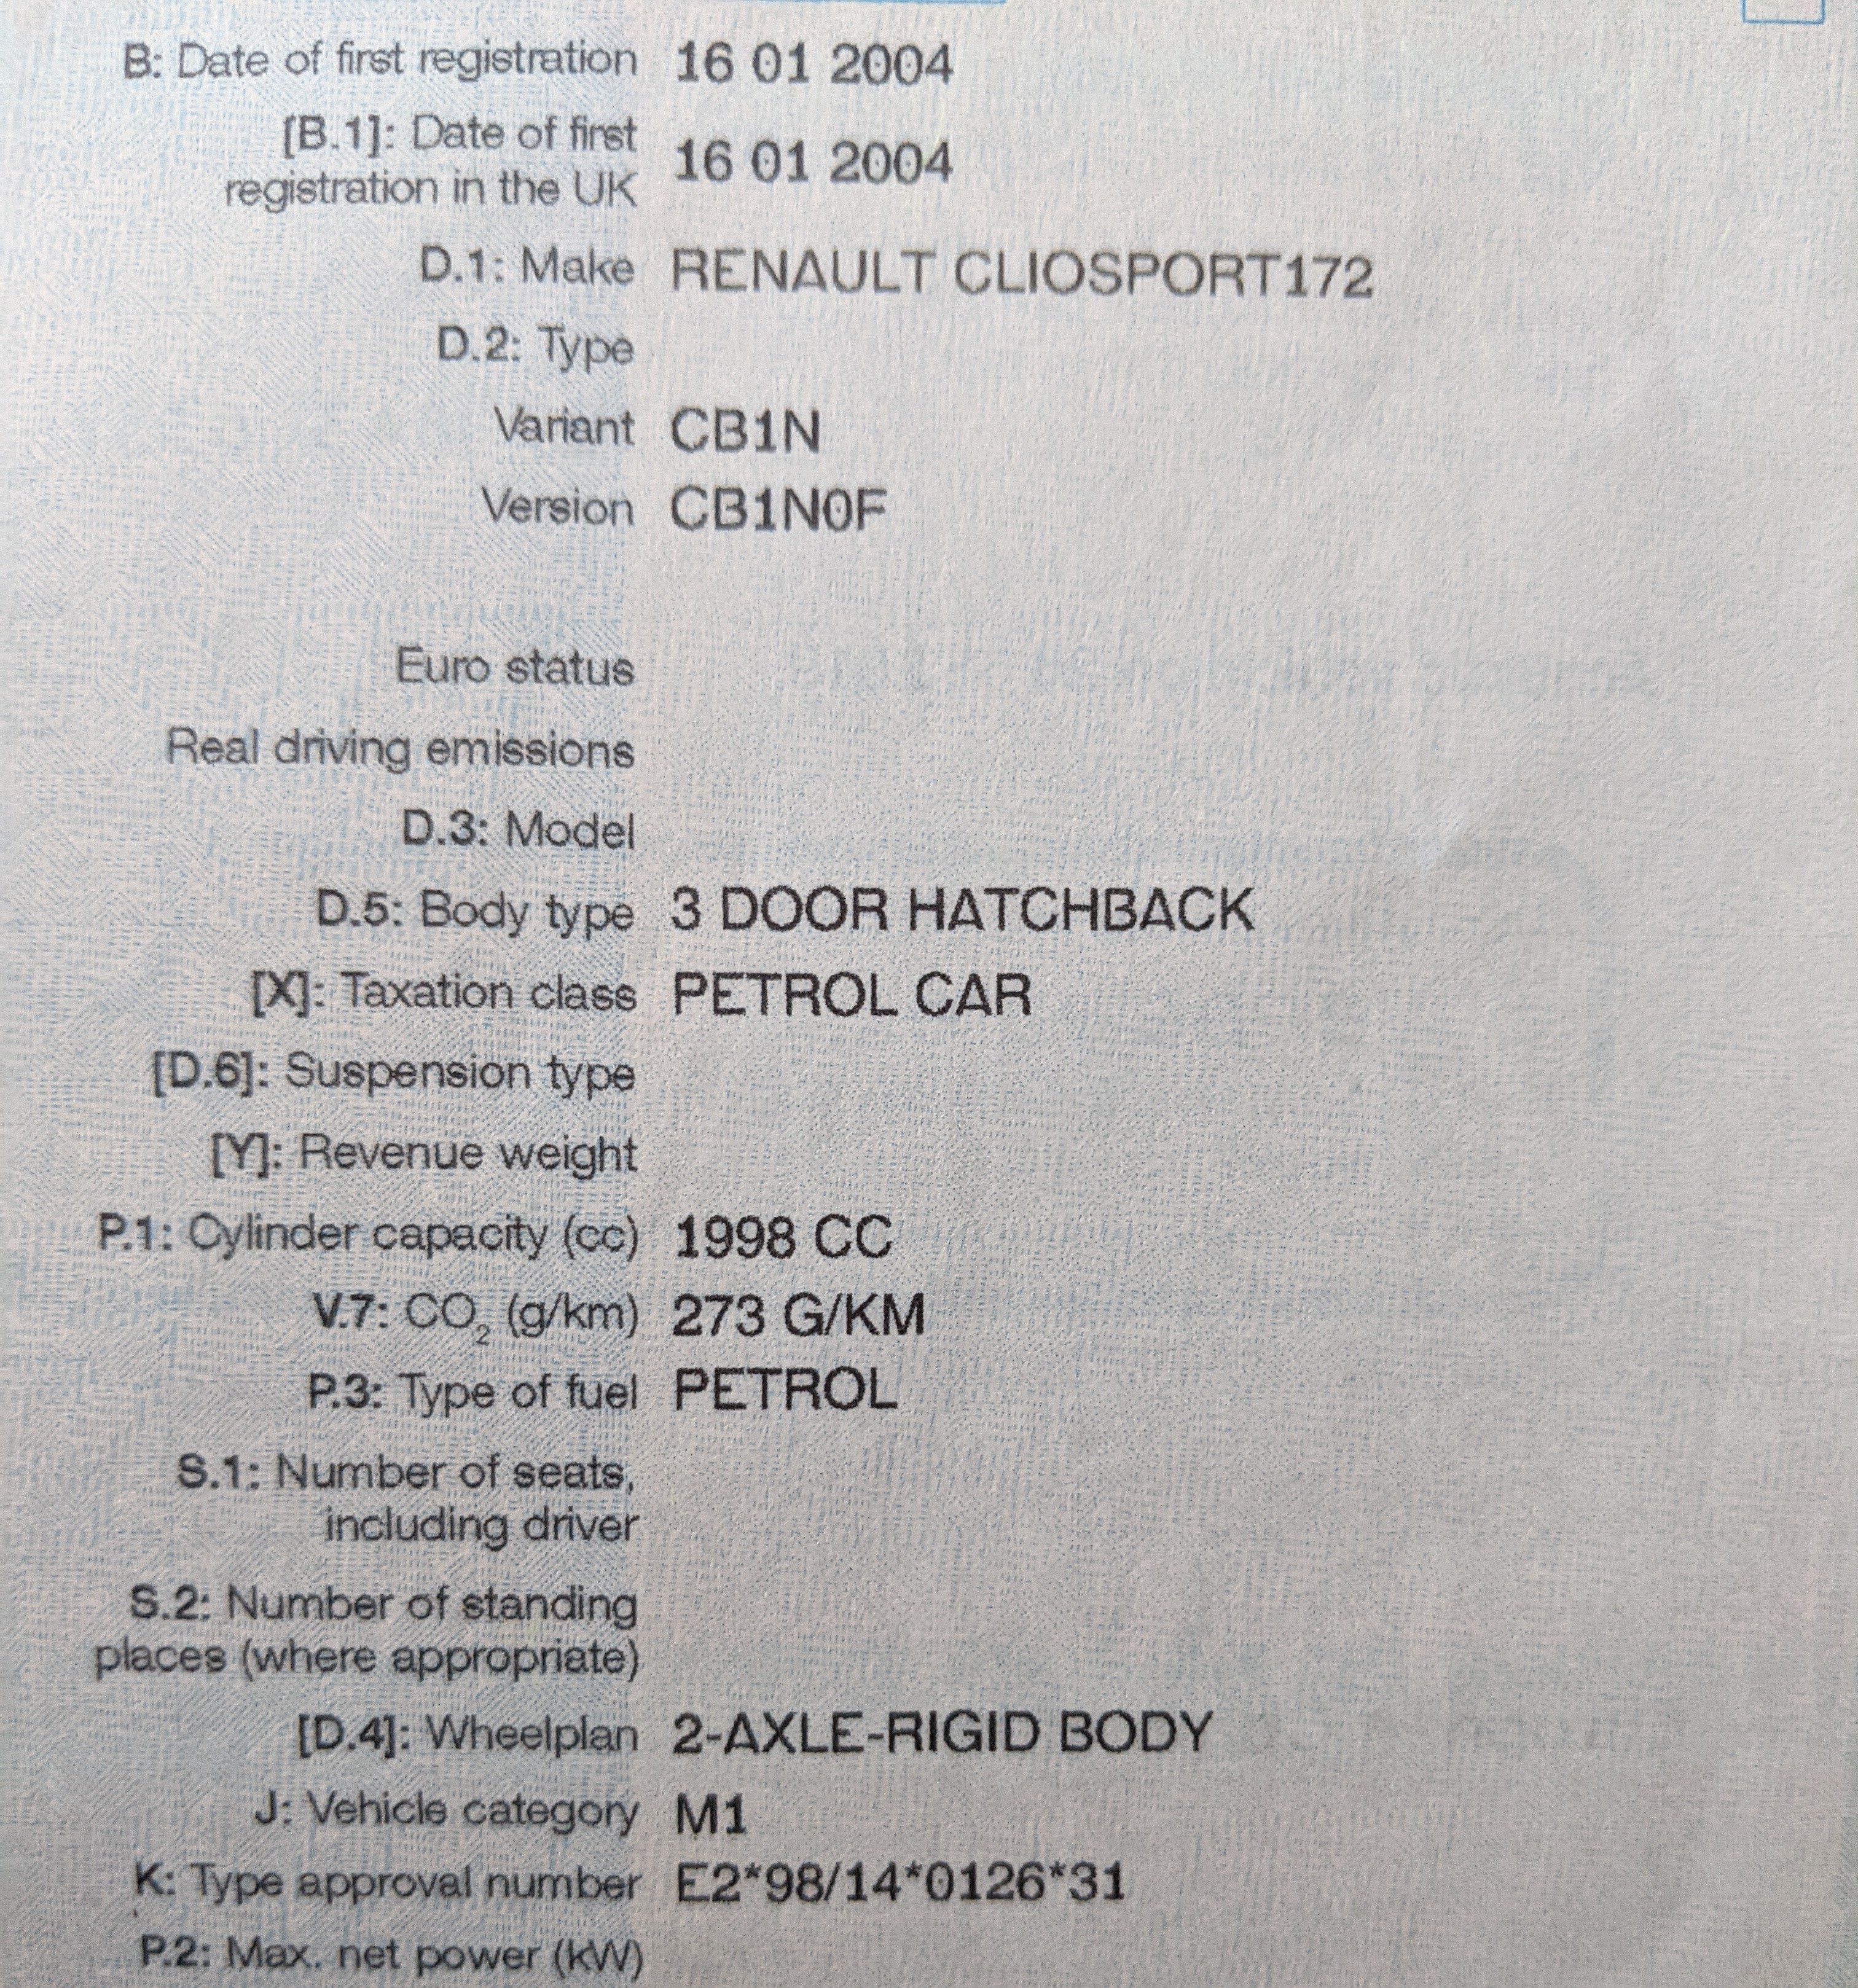 B: Date of first registration 16 01 2004
[B.1]: Date of first
registration in the UK 16 01 2004
D.1: Make RENAULT CLIOSPORT172
D.2: Type
Variant CB1N
Version CB1N0F
Euro status
Real driving emissions
D.3: Model
D.5: Body type 3 DOOR HATCHBACK
[X]: Taxation class PETROL CAR
[D.6]: Suspension type
[Y]: Revenue weight
P.1: Cylinder capacity (cc) 1998 CC
V.7: CO₂ (g/km) 273 G/KM
P.3: Type of fuel PETROL
S.1: Number of seats,
including driver
S.2: Number of standing
places (where appropriate)
[D.4]: Wheelplan 2-AXLE-RIGID BODY
J: Vehicle category M1
K: Type approval number E2*98/14*0126*31
P.2: Max. net power (kW)